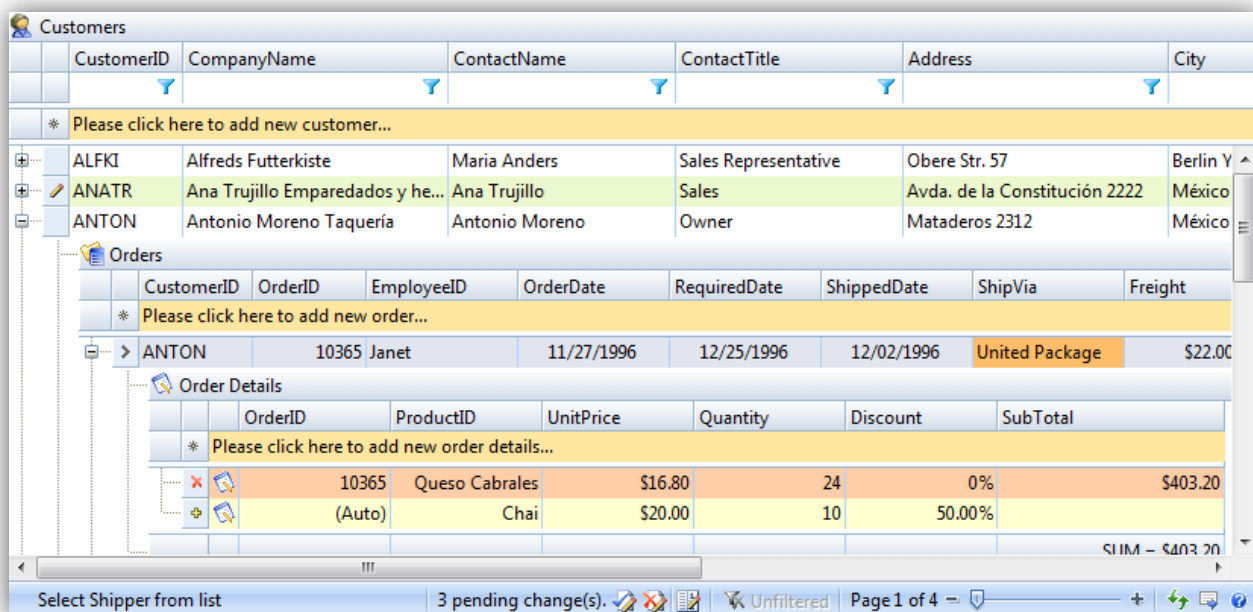 Customers
CustomerID CompanyName ContactName ContactTitle Address City
Please click here to add new customer...
ALFKI Alfreds Futterkiste Maria Anders Sales Representative Obere Str. 57 Berlin Y
ANATR Ana Trujillo Emparedados y he... Ana Trujillo Sales Avda. de la Constitución 2222 México
ANTON Antonio Moreno Taquería Antonio Moreno Owner Mataderos 2312 México
Orders
CustomerID OrderID EmployeeID OrderDate RequiredDate ShippedDate ShipVia Freight
Please click here to add new order...
ANTON 10365 Janet 11/27/1996 12/25/1996 12/02/1996 United Package $22.00
Order Details
OrderID ProductID UnitPrice Quantity Discount SubTotal
Please click here to add new order details...
10365 Queso Cabrales $16.80 24 0% $403.20
(Auto) Chai $20.00 10 50.00%
SUM = $403.20
Select Shipper from list 3 pending change(s). Unfiltered Page 1 of 4